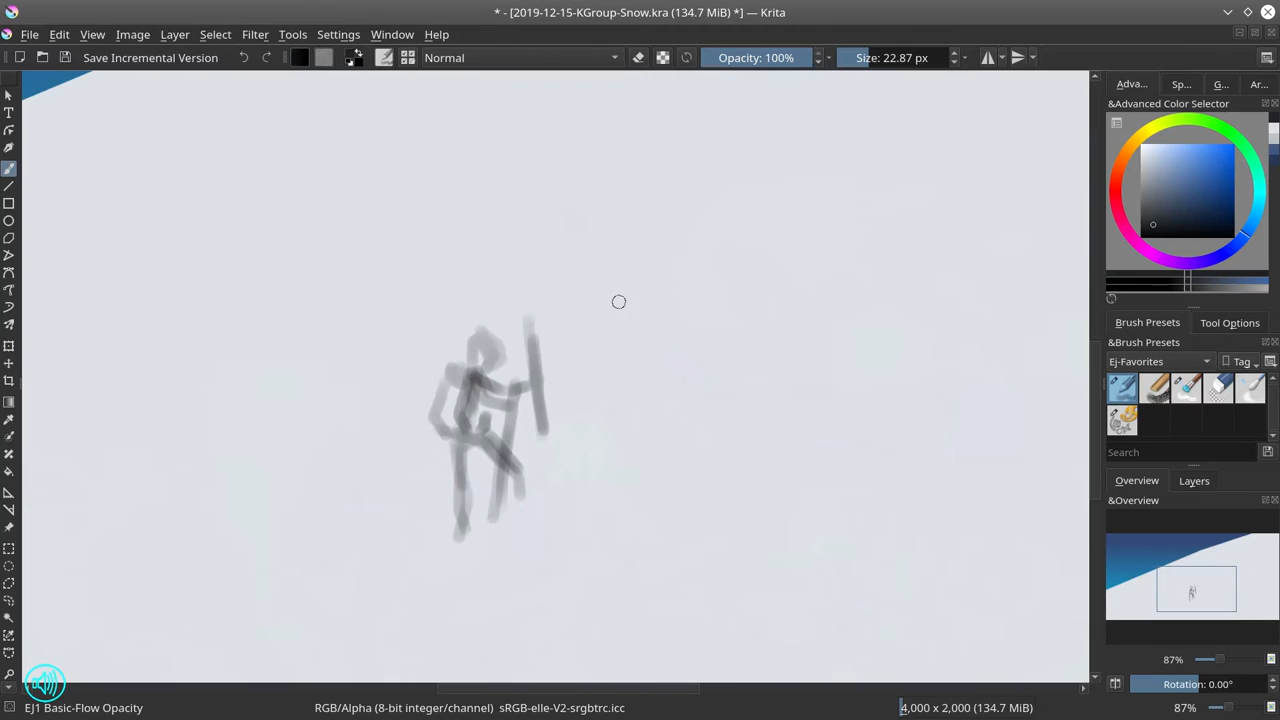 * - [2019-12-15-KGroup-Snow.kra (134.7 MiB) *] — Krita
File Edit View Image Layer Select Filter Tools Settings Window Help
Save Incremental Version Normal Opacity: 100% Size: 22.87 px
Adva... Sp... G... Ar...
&Advanced Color Selector
Brush Presets Tool Options
&Brush Presets
Ej-Favorites Tag
Search
Overview Layers
&Overview
87%
Rotation: 0.00°
EJ1 Basic-Flow Opacity RGB/Alpha (8-bit integer/channel) sRGB-elle-V2-srgbtrc.icc 4,000 x 2,000 (134.7 MiB) 87%